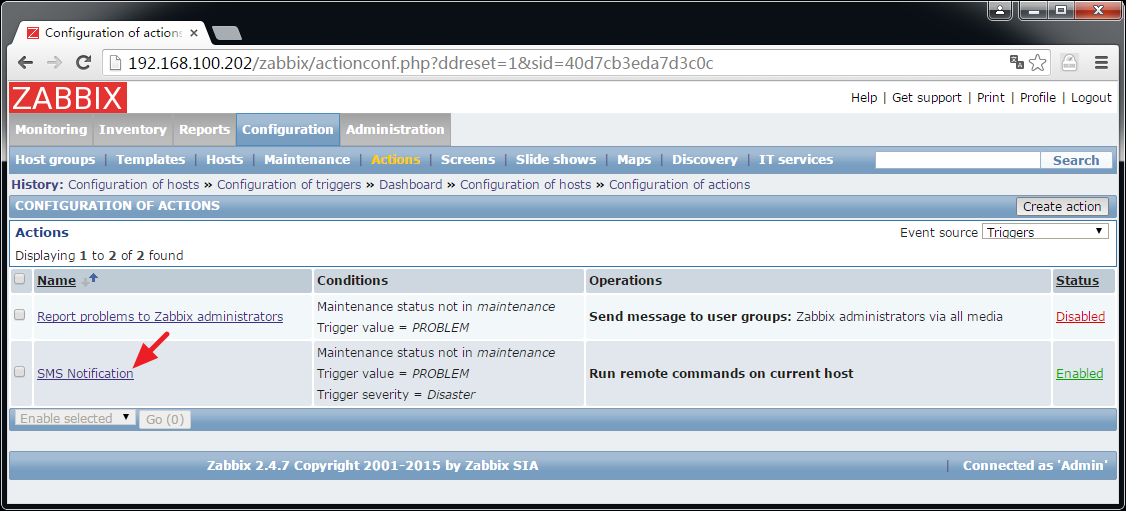 Configuration of actions
192.168.100.202/zabbix/actionconf.php?ddreset=1&sid=40d7cb3eda7d3c0c
ZABBIX
Help | Get support | Print | Profile | Logout
Monitoring Inventory Reports Configuration Administration
Host groups | Templates | Hosts | Maintenance | Actions | Screens | Slide shows | Maps | Discovery | IT services Search
History: Configuration of hosts » Configuration of triggers » Dashboard » Configuration of hosts » Configuration of actions
CONFIGURATION OF ACTIONS Create action
Actions Event source Triggers
Displaying 1 to 2 of 2 found
Name Conditions Operations Status
Report problems to Zabbix administrators Maintenance status not in maintenance Send message to user groups: Zabbix administrators via all media Disabled
Trigger value = PROBLEM
SMS Notification Maintenance status not in maintenance Run remote commands on current host Enabled
Trigger value = PROBLEM
Trigger severity = Disaster
Enable selected Go (0)
Zabbix 2.4.7 Copyright 2001-2015 by Zabbix SIA | Connected as 'Admin'